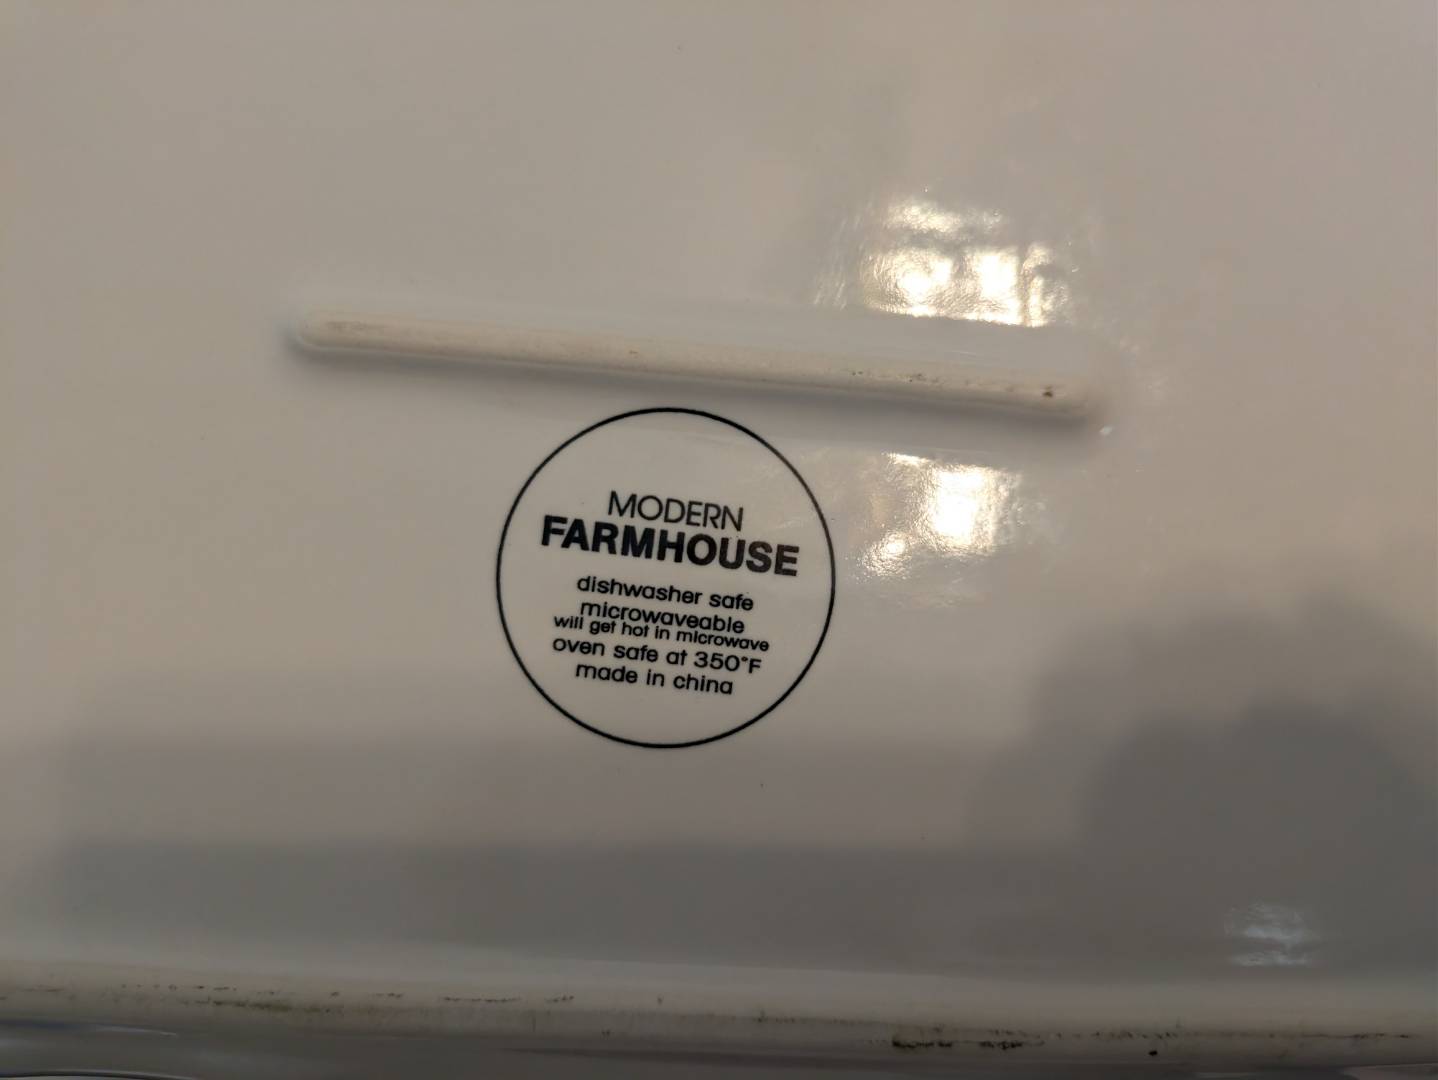 MODERN
FARMHOUSE
dishwasher safe
microwaveable
will get hot in microwave
oven safe at 350°F
made in china